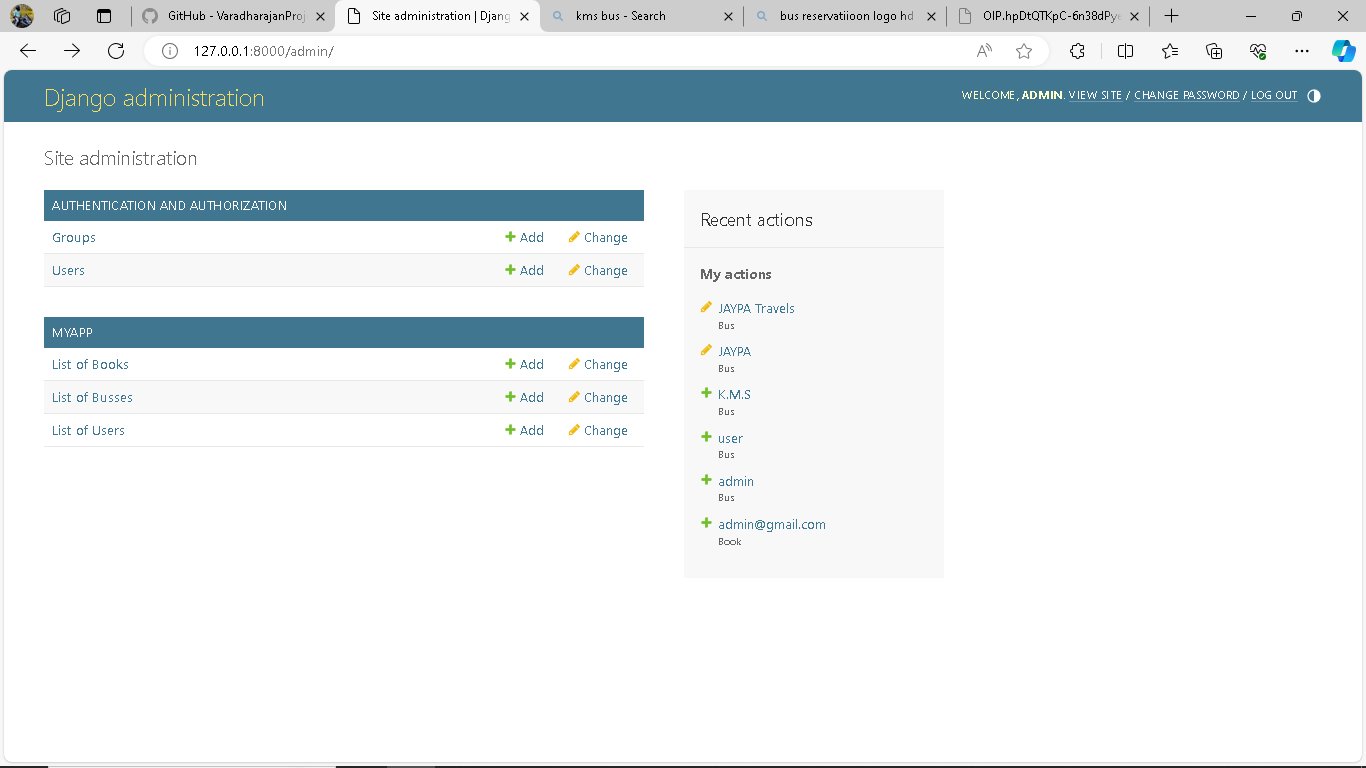 GitHub - VaradharajanProj
Site administration | Djang
kms bus - Search
bus reservatiioon logo hd
OIP.hpDtQTKpC-6n38dPye
127.0.0.1:8000/admin/
Django administration
WELCOME, ADMIN. VIEW SITE / CHANGE PASSWORD / LOG OUT
Site administration
AUTHENTICATION AND AUTHORIZATION
Groups Add Change
Users Add Change
MYAPP
List of Books Add Change
List of Busses Add Change
List of Users Add Change
Recent actions
My actions
JAYPA Travels
Bus
JAYPA
Bus
K.M.S
Bus
user
Bus
admin
Bus
admin@gmail.com
Book